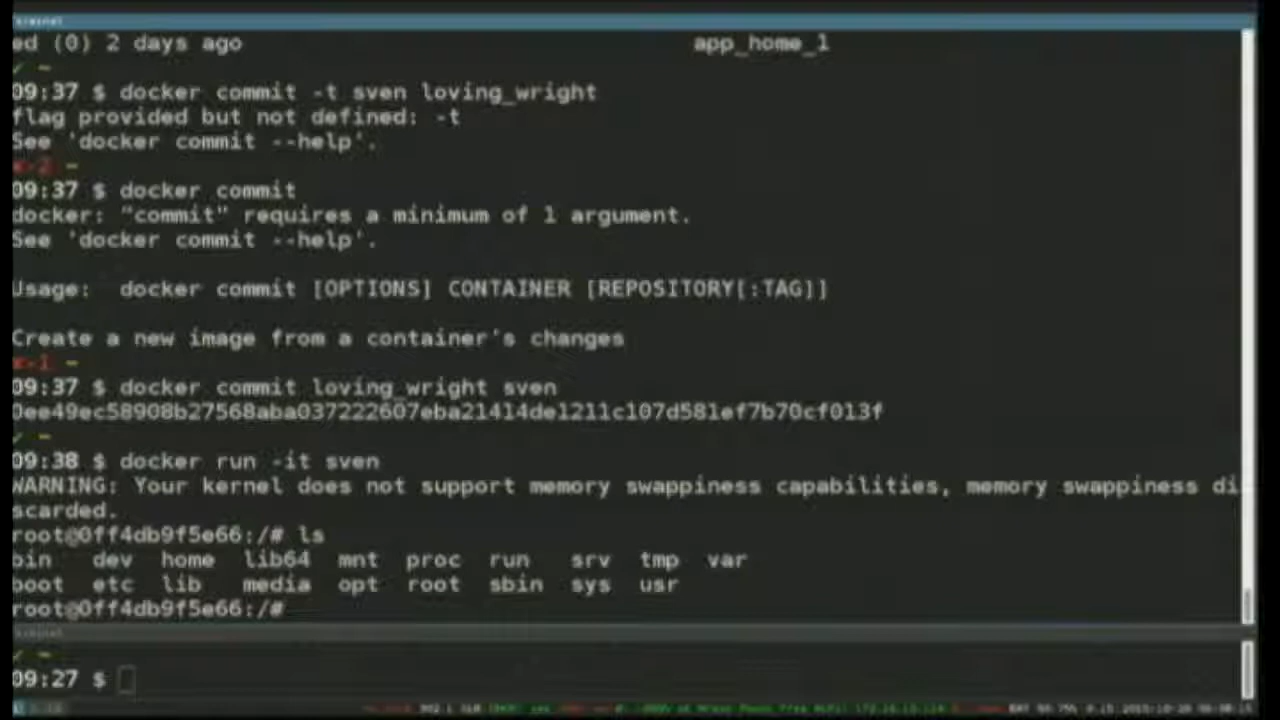 ed (0) 2 days ago app_home_1
✓ ~
09:37 $ docker commit -t sven loving_wright
flag provided but not defined: -t
See 'docker commit --help'.
~
09:37 $ docker commit
docker: "commit" requires a minimum of 1 argument.
See 'docker commit --help'.
Usage: docker commit [OPTIONS] CONTAINER [REPOSITORY[:TAG]]
Create a new image from a container's changes
~
09:37 $ docker commit loving_wright sven
0ee49ec58908b27568aba037222607eba21414de1211c107d581ef7b70cf013f
✓ ~
09:38 $ docker run -it sven
WARNING: Your kernel does not support memory swappiness capabilities, memory swappiness di
scarded.
root@0ff4db9f5e66:/# ls
bin dev home lib64 mnt proc run srv tmp var
boot etc lib media opt root sbin sys usr
root@0ff4db9f5e66:/#
✓ ~
09:27 $